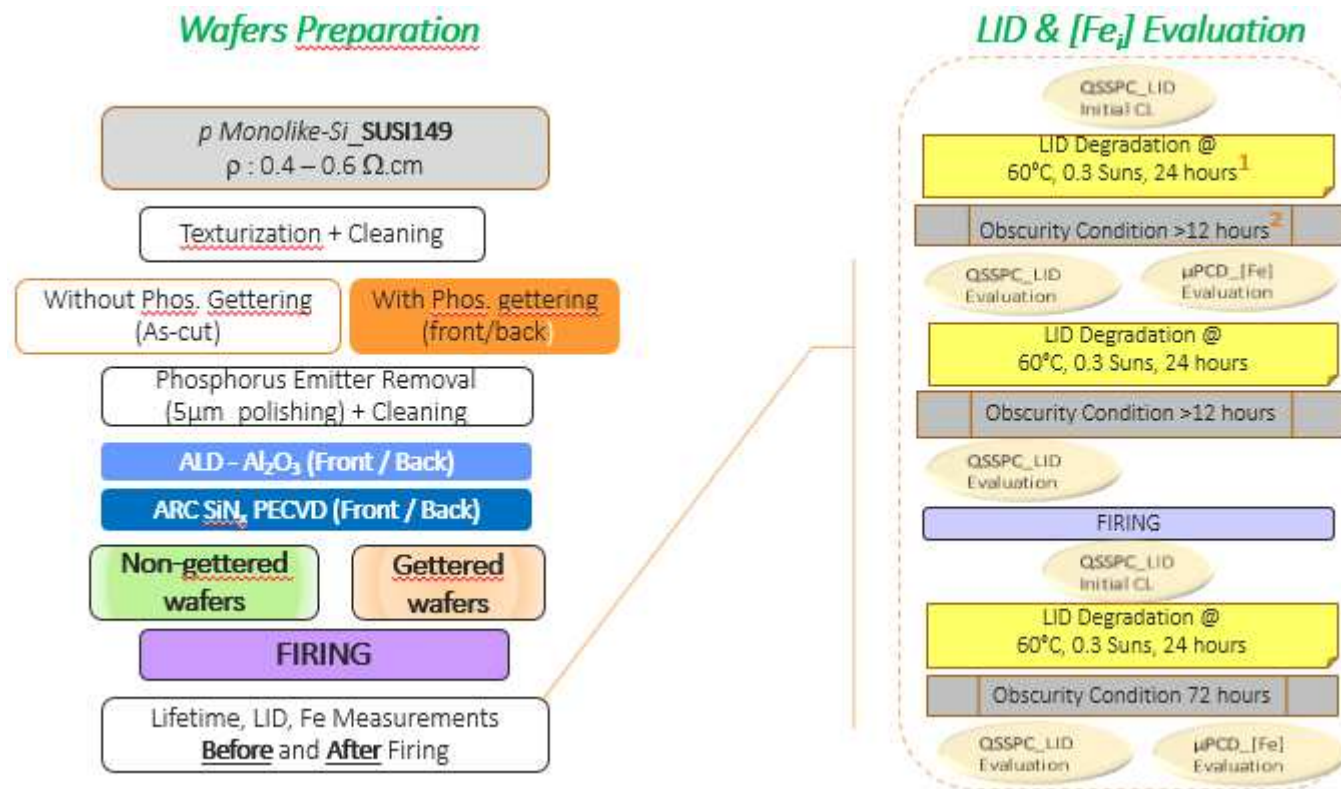 Wafers Preparation
p Monolike-Si_SUSI149
ρ : 0.4 – 0.6 Ω.cm
Texturization + Cleaning
Without Phos. Gettering
(As-cut)
With Phos. gettering
(front/back)
Phosphorus Emitter Removal
(5µm polishing) + Cleaning
ALD - Al₂O₃ (Front / Back)
ARC SiNₓ PECVD (Front / Back)
Non-gettered
wafers
Gettered
wafers
FIRING
Lifetime, LID, Fe Measurements
Before and After Firing
LID & [Feᵢ] Evaluation
QSSPC_LID
Initial CL
LID Degradation @
60°C, 0.3 Suns, 24 hours¹
Obscurity Condition >12 hours²
QSSPC_LID
Evaluation
µPCD_[Fe]
Evaluation
LID Degradation @
60°C, 0.3 Suns, 24 hours
Obscurity Condition >12 hours
QSSPC_LID
Evaluation
FIRING
QSSPC_LID
Initial CL
LID Degradation @
60°C, 0.3 Suns, 24 hours
Obscurity Condition 72 hours
QSSPC_LID
Evaluation
µPCD_[Fe]
Evaluation